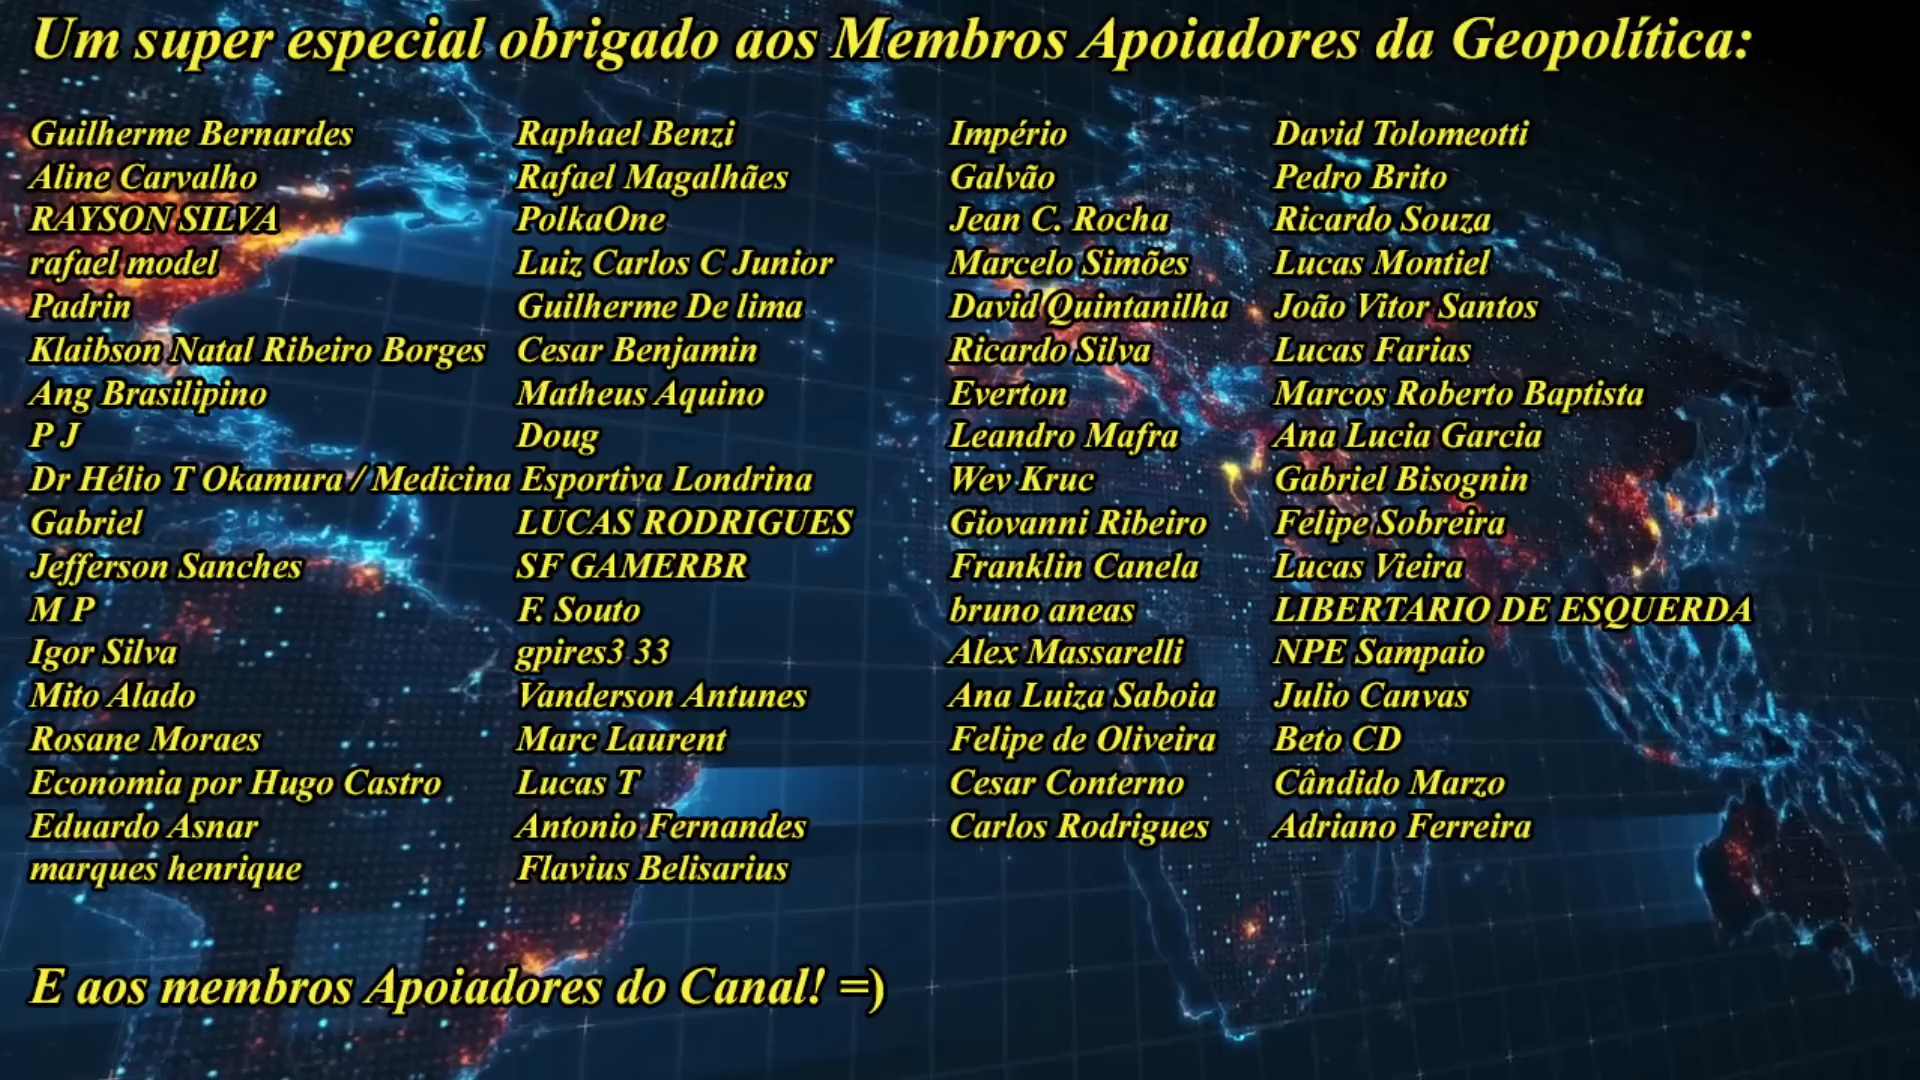 Um super especial obrigado aos Membros Apoiadores da Geopolítica:
Guilherme Bernardes
Aline Carvalho
RAYSON SILVA
rafael model
Padrin
Klaibson Natal Ribeiro Borges
Ang Brasilipino
P J
Dr Hélio T Okamura / Medicina Esportiva Londrina
Gabriel
Jefferson Sanches
M P
Igor Silva
Mito Alado
Rosane Moraes
Economia por Hugo Castro
Eduardo Asnar
marques henrique
Raphael Benzi
Rafael Magalhães
PolkaOne
Luiz Carlos C Junior
Guilherme De lima
Cesar Benjamin
Matheus Aquino
Doug
LUCAS RODRIGUES
SF GAMERBR
F. Souto
gpires3 33
Vanderson Antunes
Marc Laurent
Lucas T
Antonio Fernandes
Flavius Belisarius
Império
Galvão
Jean C. Rocha
Marcelo Simões
David Quintanilha
Ricardo Silva
Everton
Leandro Mafra
Wev Kruc
Giovanni Ribeiro
Franklin Canela
bruno aneas
Alex Massarelli
Ana Luiza Saboia
Felipe de Oliveira
Cesar Conterno
Carlos Rodrigues
David Tolomeotti
Pedro Brito
Ricardo Souza
Lucas Montiel
João Vitor Santos
Lucas Farias
Marcos Roberto Baptista
Ana Lucia Garcia
Gabriel Bisognin
Felipe Sobreira
Lucas Vieira
LIBERTARIO DE ESQUERDA
NPE Sampaio
Julio Canvas
Beto CD
Cândido Marzo
Adriano Ferreira
E aos membros Apoiadores do Canal! =)